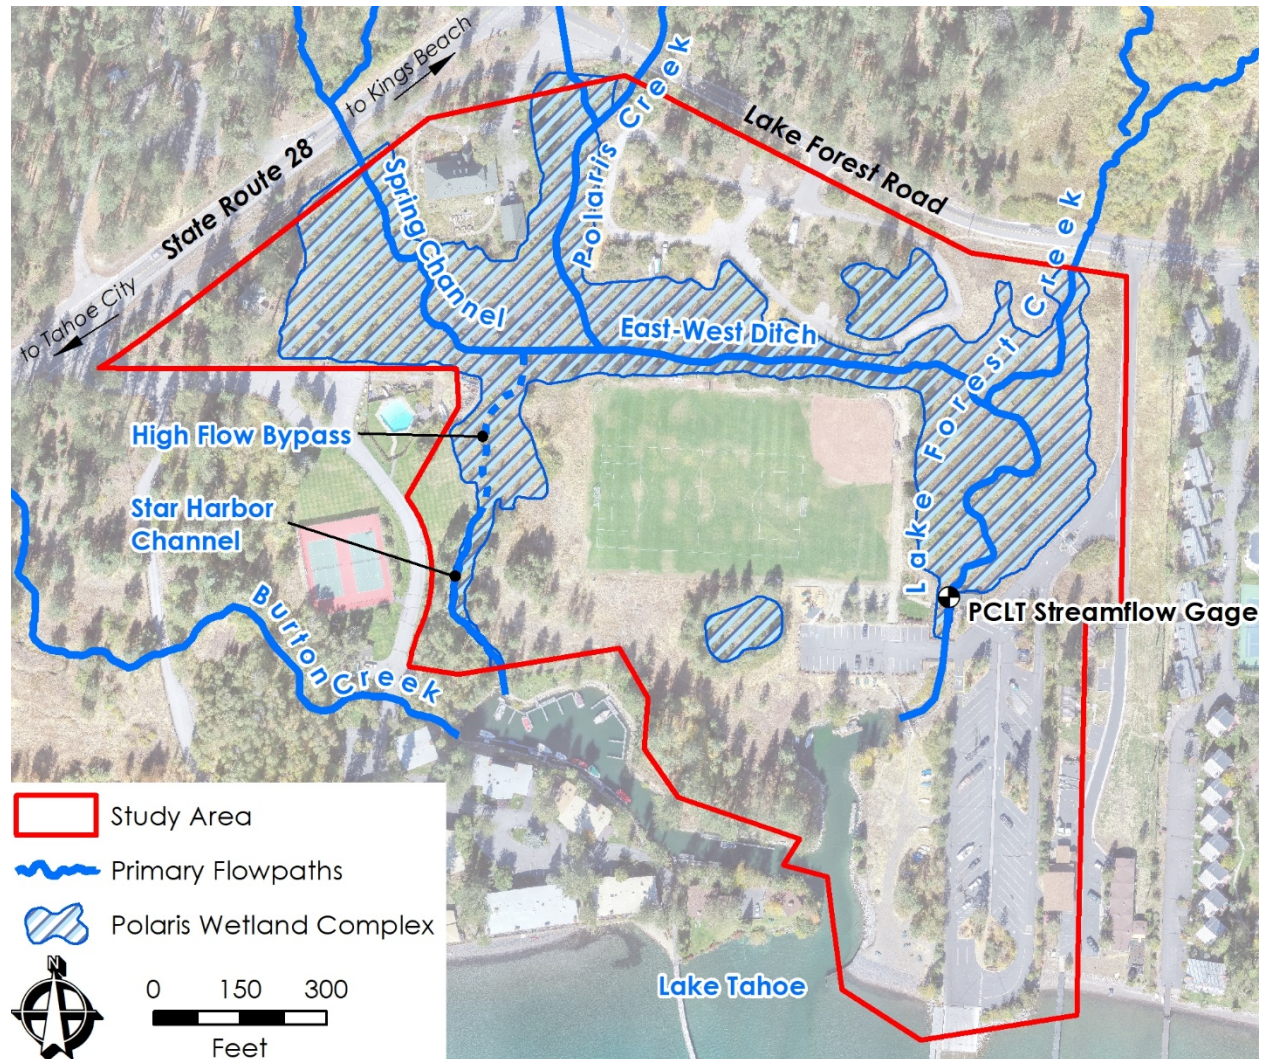 to Kings Beach
State Route 28
to Tahoe City
Spring Channel
Polaris Creek
Lake Forest Road
Lake Forest Creek
East-West Ditch
High Flow Bypass
Star Harbor
Channel
Burton Creek
PCLT Streamflow Gage
Lake Tahoe
Study Area
Primary Flowpaths
Polaris Wetland Complex
N
0 150 300
Feet